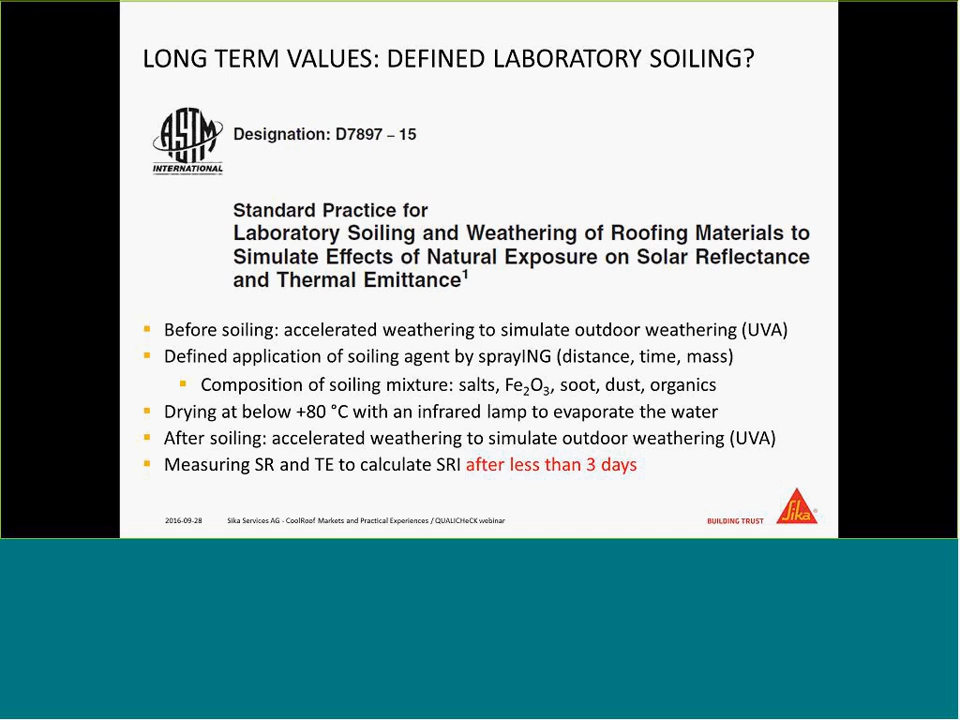 LONG TERM VALUES: DEFINED LABORATORY SOILING?
ASTM
INTERNATIONAL
Designation: D7897 – 15
Standard Practice for
Laboratory Soiling and Weathering of Roofing Materials to
Simulate Effects of Natural Exposure on Solar Reflectance
and Thermal Emittance¹
▪ Before soiling: accelerated weathering to simulate outdoor weathering (UVA)
▪ Defined application of soiling agent by sprayING (distance, time, mass)
▪ Composition of soiling mixture: salts, Fe₂O₃, soot, dust, organics
▪ Drying at below +80 °C with an infrared lamp to evaporate the water
▪ After soiling: accelerated weathering to simulate outdoor weathering (UVA)
▪ Measuring SR and TE to calculate SRI after less than 3 days
2016-09-28 Sika Services AG - CoolRoof Markets and Practical Experiences / QUALICHeCK webinar
BUILDING TRUST
Sika®